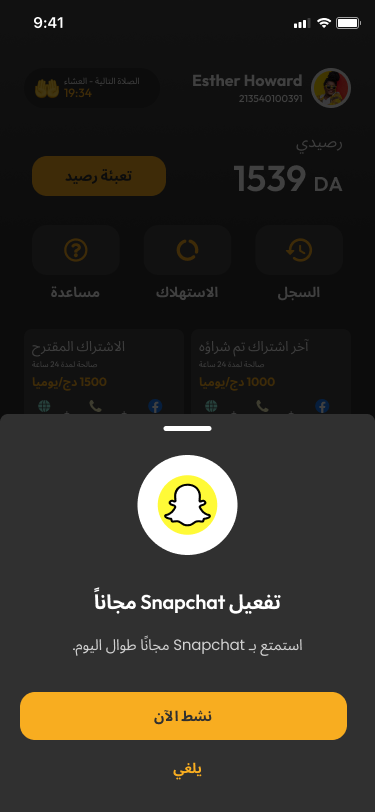 9:41
Esther Howard
213540100391
الصلاة التالية - العشاء
19:34
رصيدي
1539 DA
تعبئة رصيد
السجل
الاستهلاك
مساعدة
آخر اشتراك تم شراؤه
صالحة لمدة 24 ساعة
1000 دج/يوميا
الاشتراك المقترح
صالحة لمدة 24 ساعة
1500 دج/يوميا
تفعيل Snapchat مجاناً
استمتع بـ Snapchat مجانًا طوال اليوم.
نشط الآن
يلغي